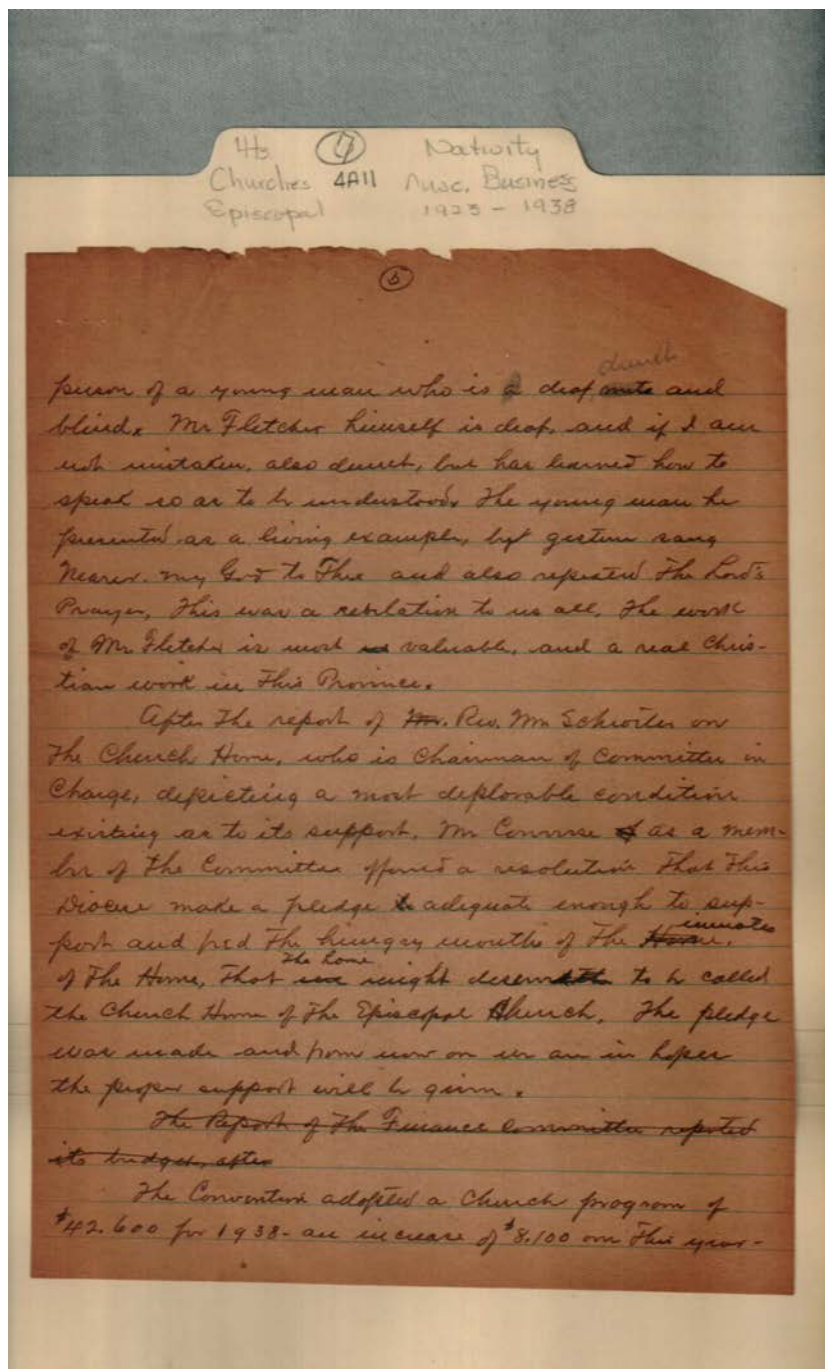 Hs. 7 Nativity
Churches 4A11 Misc. Business
Episcopal 1923 - 1938
5
dumb
person of a young man who is a deaf mute and
blind. Mr Fletcher himself is deaf, and if I am
not mistaken, also dumb, but has learned how to
speak so as to be understood. The young man he
presented as a living example, by gesture sang
Nearer my God to Thee and also repeated The Lord's
Prayer, This was a revelation to us all. The work
of Mr Fletcher is most valuable, and a real Chris-
tian work in This Province.
After The report of Mr. Rev. Wm on
The Church Home, who is Chairman of Committee in
Charge, depicting a most deplorable condition
existing as to its support, Mr Converse as a mem-
ber of The Committee offered a resolution That This
Diocese make a pledge adequate enough to sup-
inmates
port and feed The hungry mouths of The Home.
The home
of The Home, That we might deserve to be called
the Church Home of The Episcopal Church. The pledge
was made and from now on we are in hopes
the proper support will be given.
The Report of The Finance Committee reported
its budget, after
The Convention adopted a Church program of
$42.600 for 1938- an increase of $8.100 over This year-